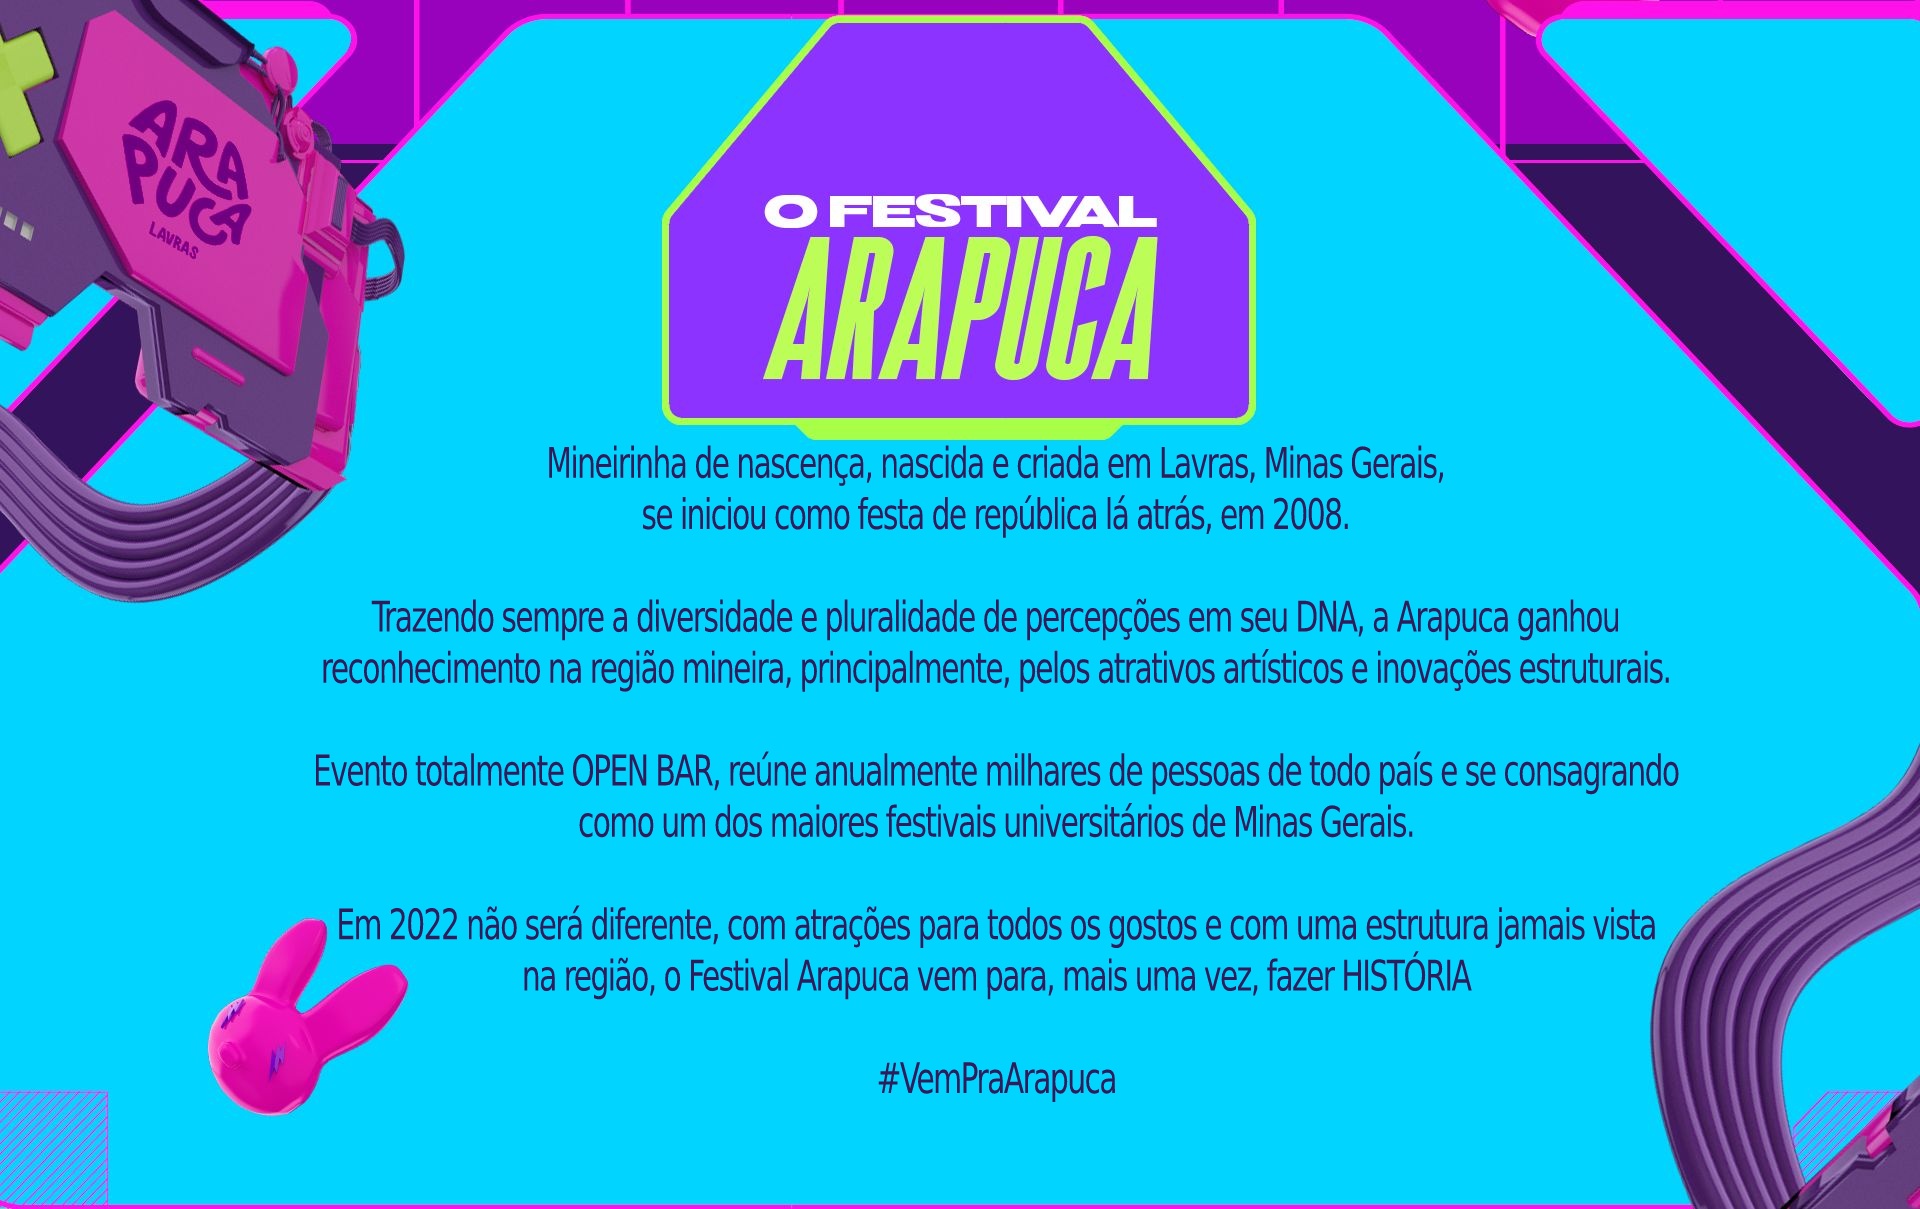 ARA
PUCA
LAVRAS
O FESTIVAL
ARAPUCA
Mineirinha de nascença, nascida e criada em Lavras, Minas Gerais,
se iniciou como festa de república lá atrás, em 2008.
Trazendo sempre a diversidade e pluralidade de percepções em seu DNA, a Arapuca ganhou
reconhecimento na região mineira, principalmente, pelos atrativos artísticos e inovações estruturais.
Evento totalmente OPEN BAR, reúne anualmente milhares de pessoas de todo país e se consagrando
como um dos maiores festivais universitários de Minas Gerais.
Em 2022 não será diferente, com atrações para todos os gostos e com uma estrutura jamais vista
na região, o Festival Arapuca vem para, mais uma vez, fazer HISTÓRIA
#VemPraArapuca